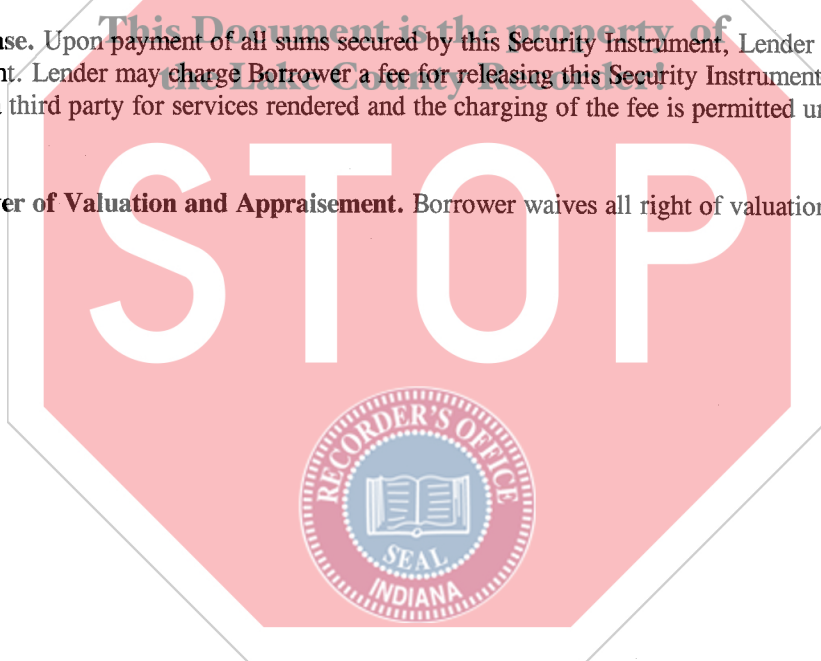 This Document is the property of
ase. Upon payment of all sums secured by this Security Instrument, Lender
nt. Lender may charge Borrower a fee for releasing this Security Instrument
the Lake County Recorder!
third party for services rendered and the charging of the fee is permitted
er of Valuation and Appraisement. Borrower waives all right of valuation
STOP
RECORDER'S OFFICE
SEAL
INDIANA